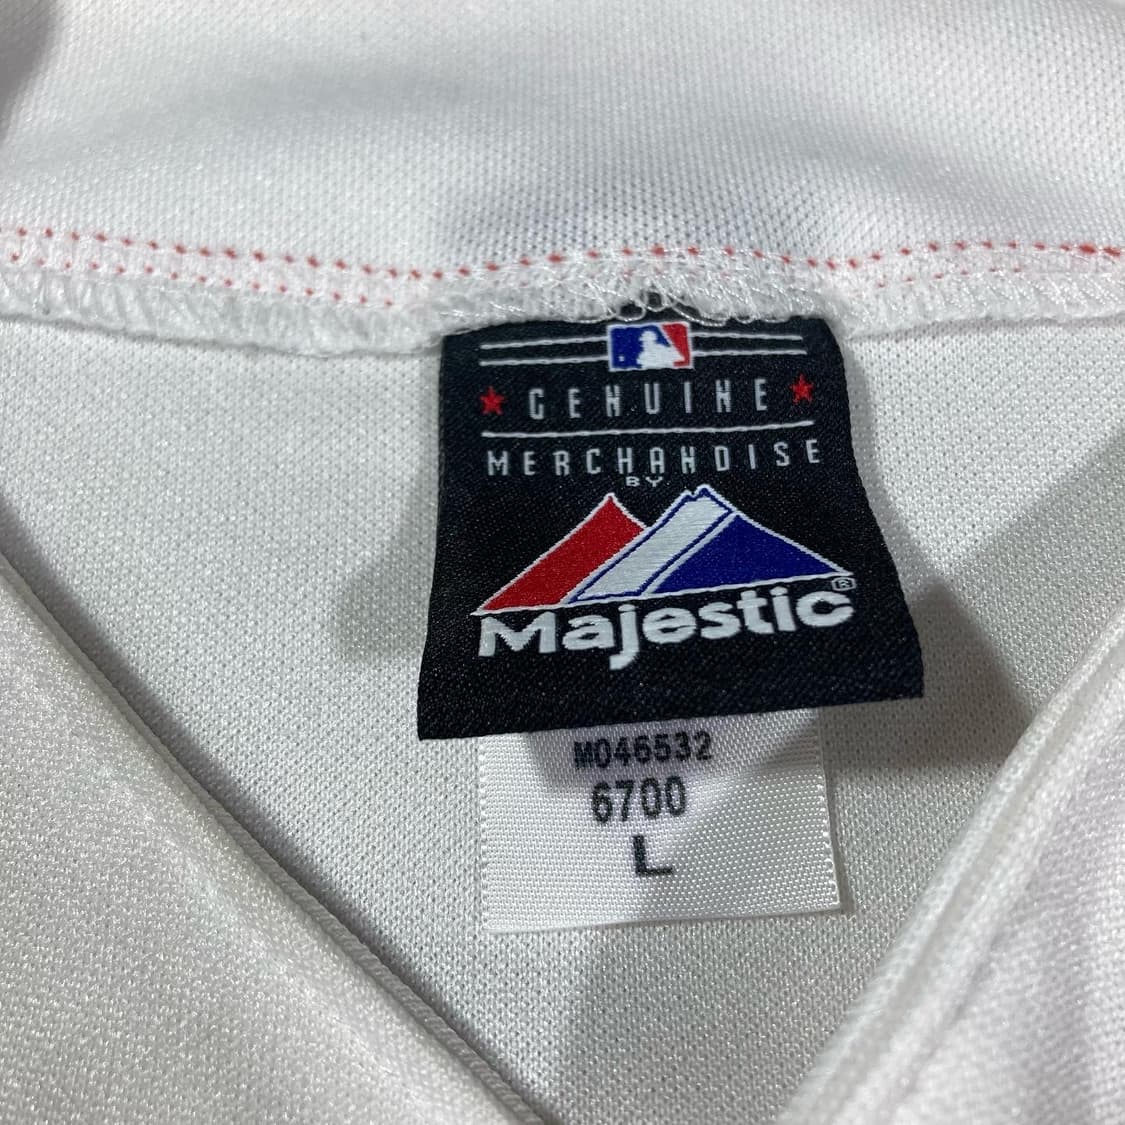 GENUINE
MERCHANDISE
BY
Majestic®
M046532
6700
L